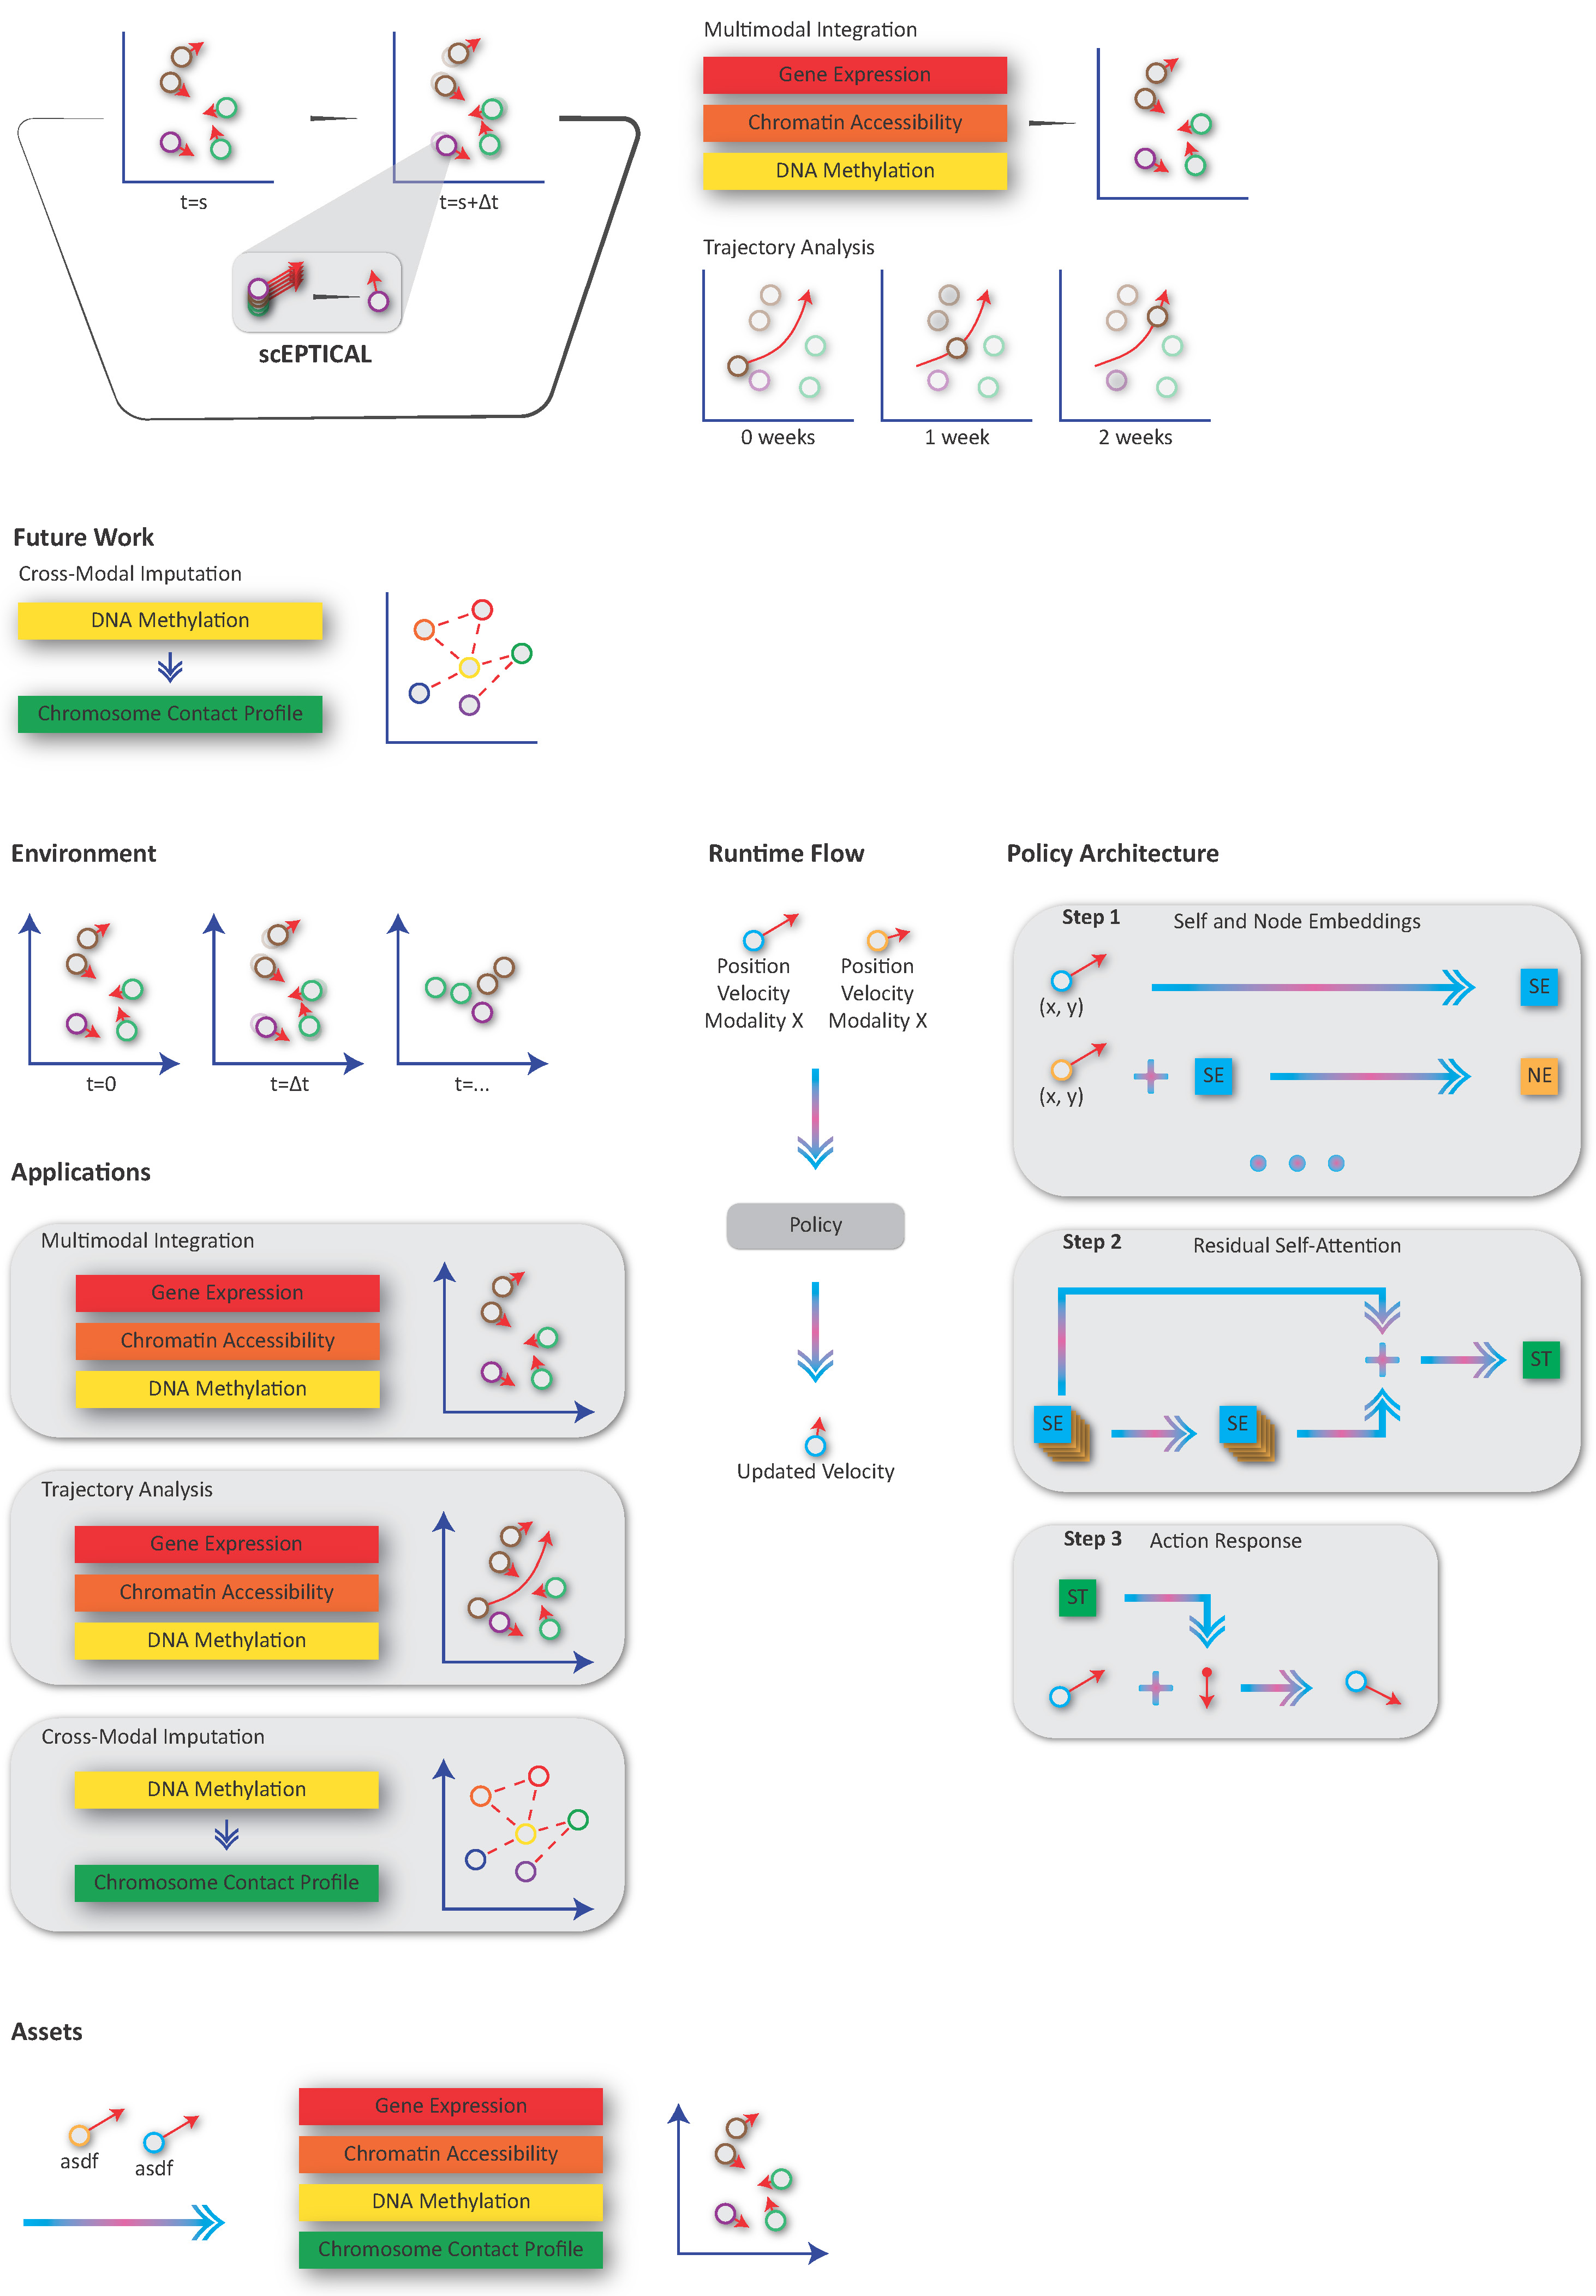 t=s
t=s+Δt
scEPTICAL
Multimodal Integration
Gene Expression
Chromatin Accessibility
DNA Methylation
Trajectory Analysis
0 weeks
1 week
2 weeks
Future Work
Cross-Modal Imputation
DNA Methylation
Chromosome Contact Profile
Environment
t=0
t=Δt
t=...
Applications
Multimodal Integration
Gene Expression
Chromatin Accessibility
DNA Methylation
Trajectory Analysis
Gene Expression
Chromatin Accessibility
DNA Methylation
Cross-Modal Imputation
DNA Methylation
Chromosome Contact Profile
Runtime Flow
Position
Velocity
Modality X
Position
Velocity
Modality X
Policy
Updated Velocity
Policy Architecture
Step 1
Self and Node Embeddings
(x, y)
SE
(x, y)
SE
NE
Step 2
Residual Self-Attention
ST
SE
SE
Step 3
Action Response
ST
Assets
asdf
asdf
Gene Expression
Chromatin Accessibility
DNA Methylation
Chromosome Contact Profile